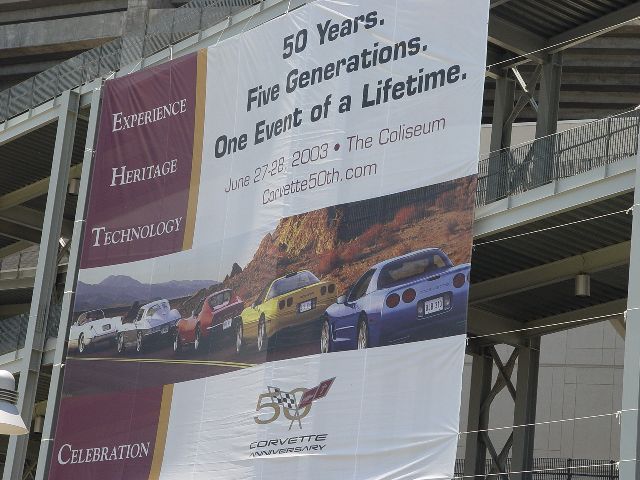 50 Years.
Five Generations.
One Event of a Lifetime.
June 27-28, 2003 • The Coliseum
Corvette50th.com
EXPERIENCE
HERITAGE
TECHNOLOGY
50
CORVETTE
ANNIVERSARY
CELEBRATION